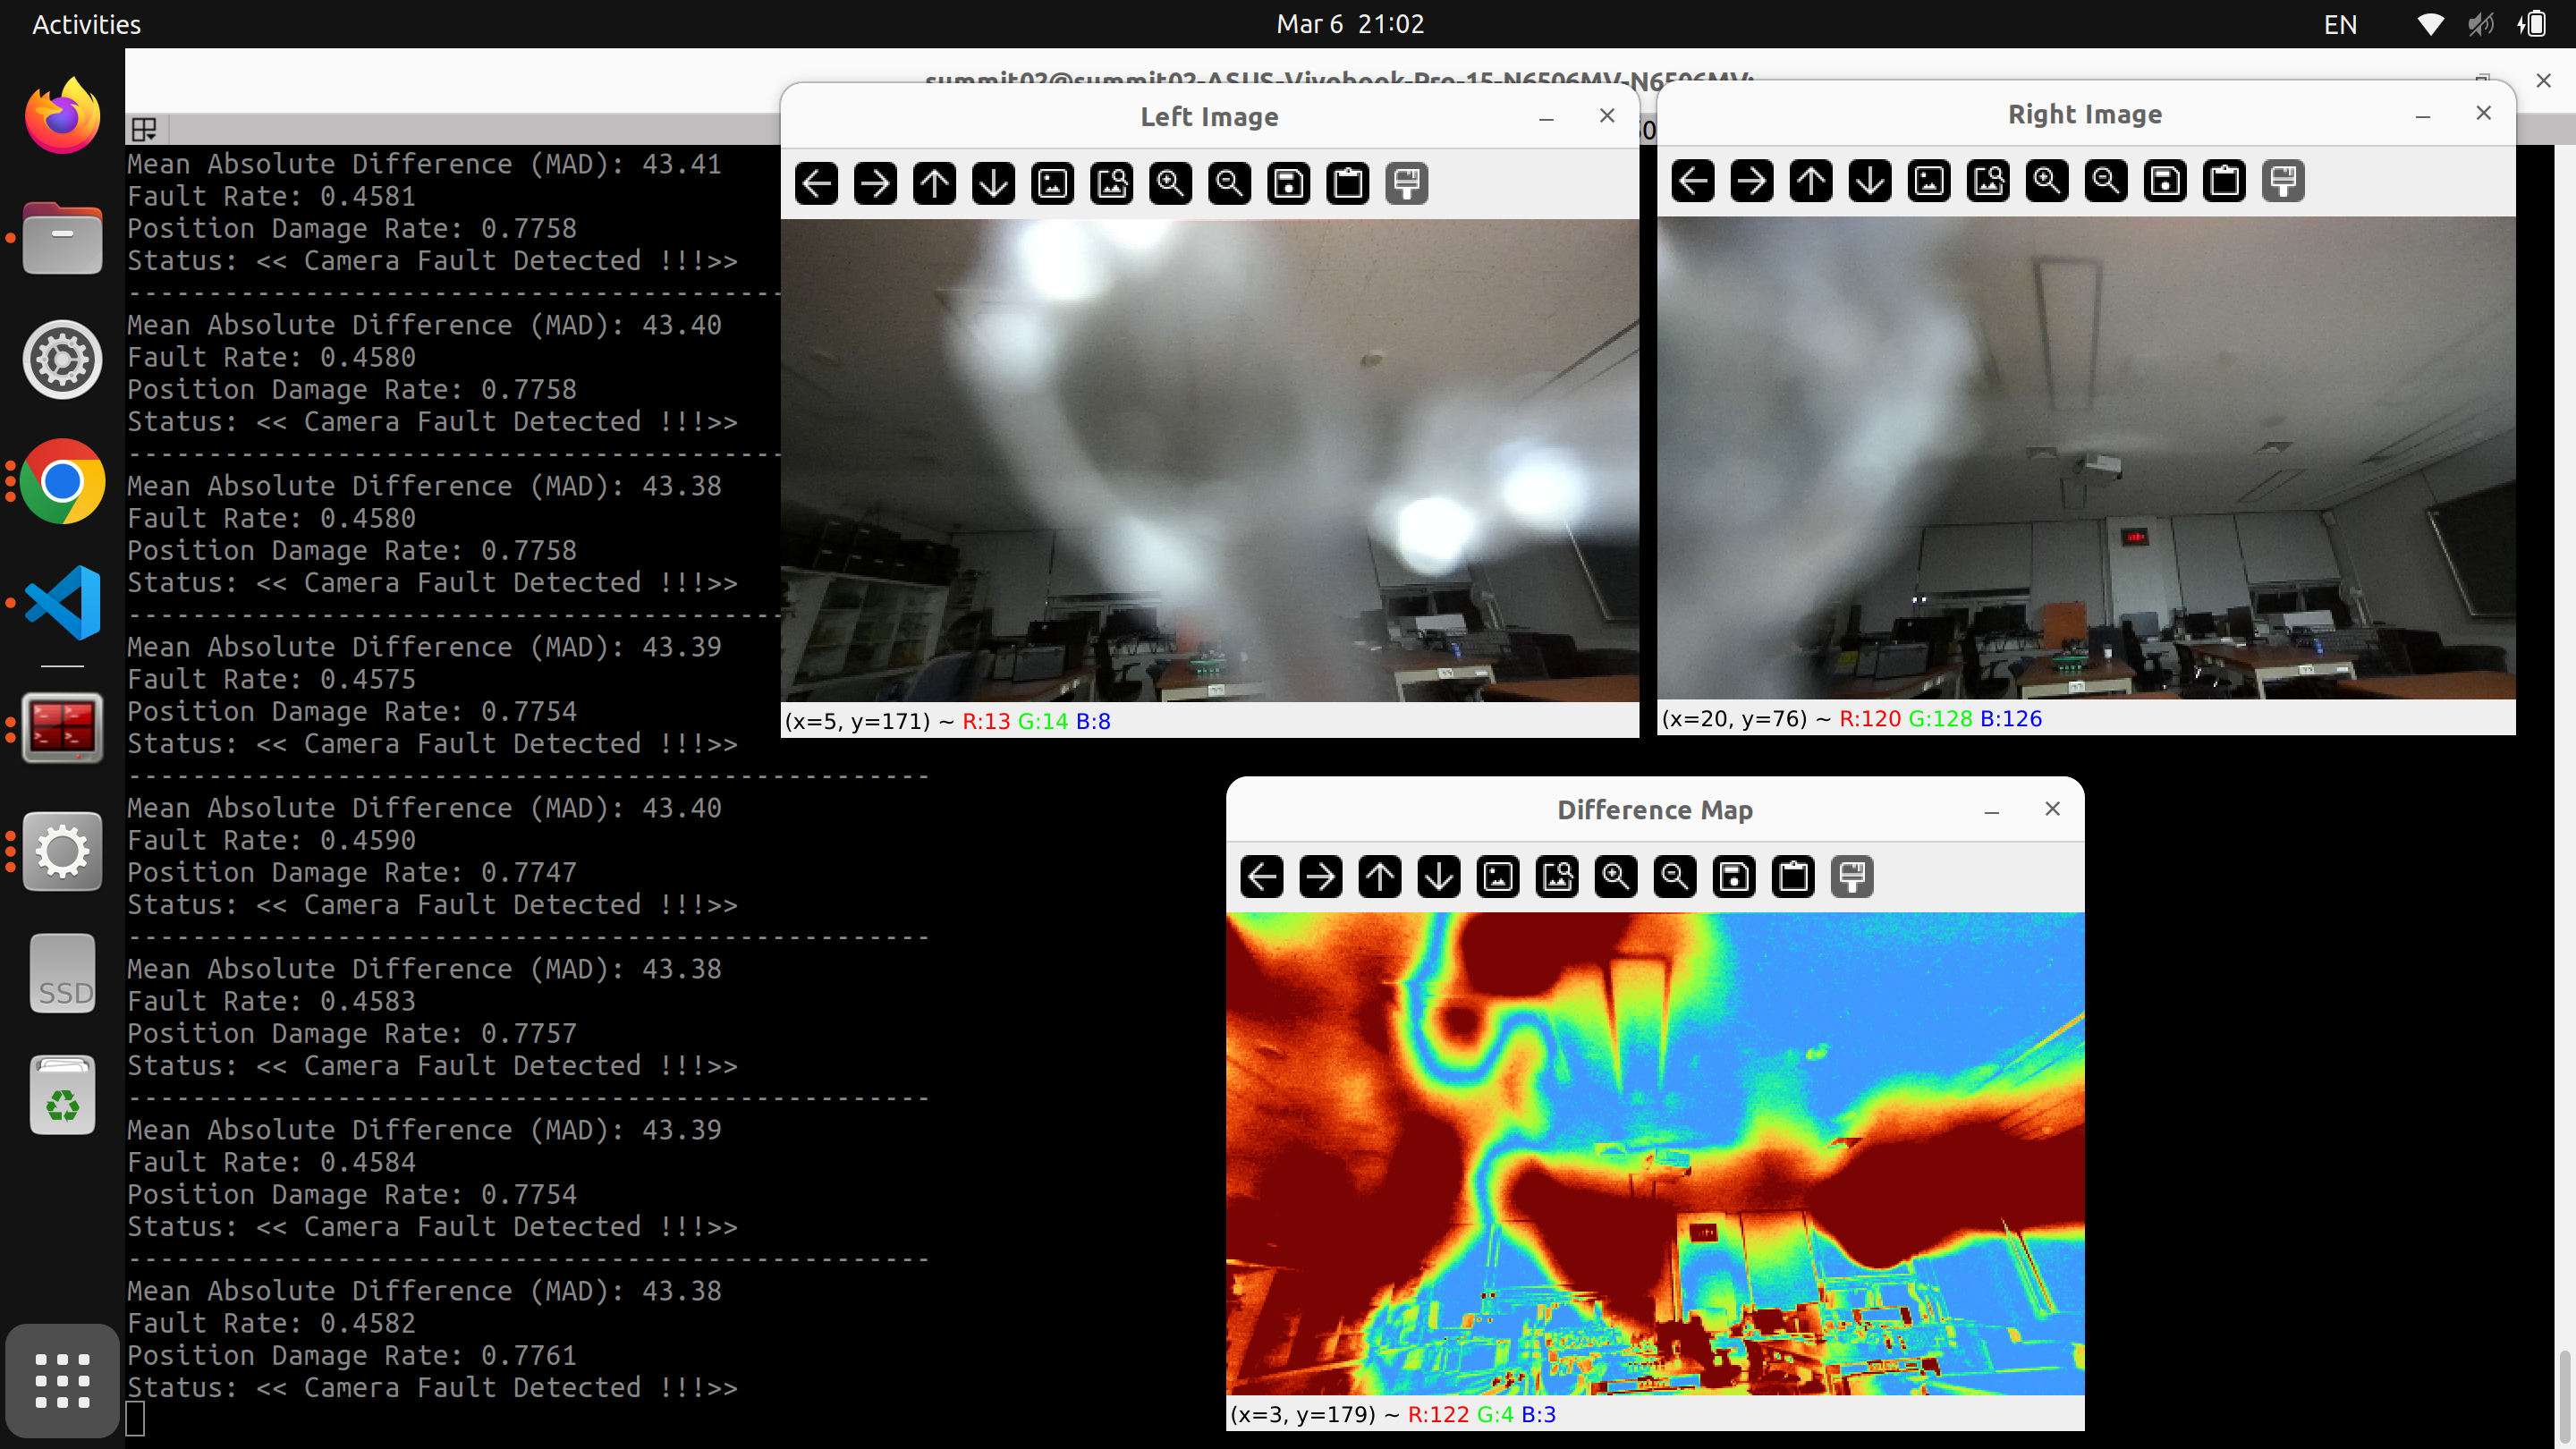 Activities
Mar 6 21:02
EN
summit02@summit02-ASUS-Vivobook-Pro-15-N6506MV-N6506MV:
Mean Absolute Difference (MAD): 43.41
Fault Rate: 0.4581
Position Damage Rate: 0.7758
Status: << Camera Fault Detected !!!>>
------------------------------------------
Mean Absolute Difference (MAD): 43.40
Fault Rate: 0.4580
Position Damage Rate: 0.7758
Status: << Camera Fault Detected !!!>>
------------------------------------------
Mean Absolute Difference (MAD): 43.38
Fault Rate: 0.4580
Position Damage Rate: 0.7758
Status: << Camera Fault Detected !!!>>
------------------------------------------
Mean Absolute Difference (MAD): 43.39
Fault Rate: 0.4575
Position Damage Rate: 0.7754
Status: << Camera Fault Detected !!!>>
--------------------------------------------------
Mean Absolute Difference (MAD): 43.40
Fault Rate: 0.4590
Position Damage Rate: 0.7747
Status: << Camera Fault Detected !!!>>
--------------------------------------------------
Mean Absolute Difference (MAD): 43.38
Fault Rate: 0.4583
Position Damage Rate: 0.7757
Status: << Camera Fault Detected !!!>>
--------------------------------------------------
Mean Absolute Difference (MAD): 43.39
Fault Rate: 0.4584
Position Damage Rate: 0.7754
Status: << Camera Fault Detected !!!>>
--------------------------------------------------
Mean Absolute Difference (MAD): 43.38
Fault Rate: 0.4582
Position Damage Rate: 0.7761
Status: << Camera Fault Detected !!!>>
Left Image
(x=5, y=171) ~ R:13 G:14 B:8
Right Image
(x=20, y=76) ~ R:120 G:128 B:126
Difference Map
(x=3, y=179) ~ R:122 G:4 B:3
SSD